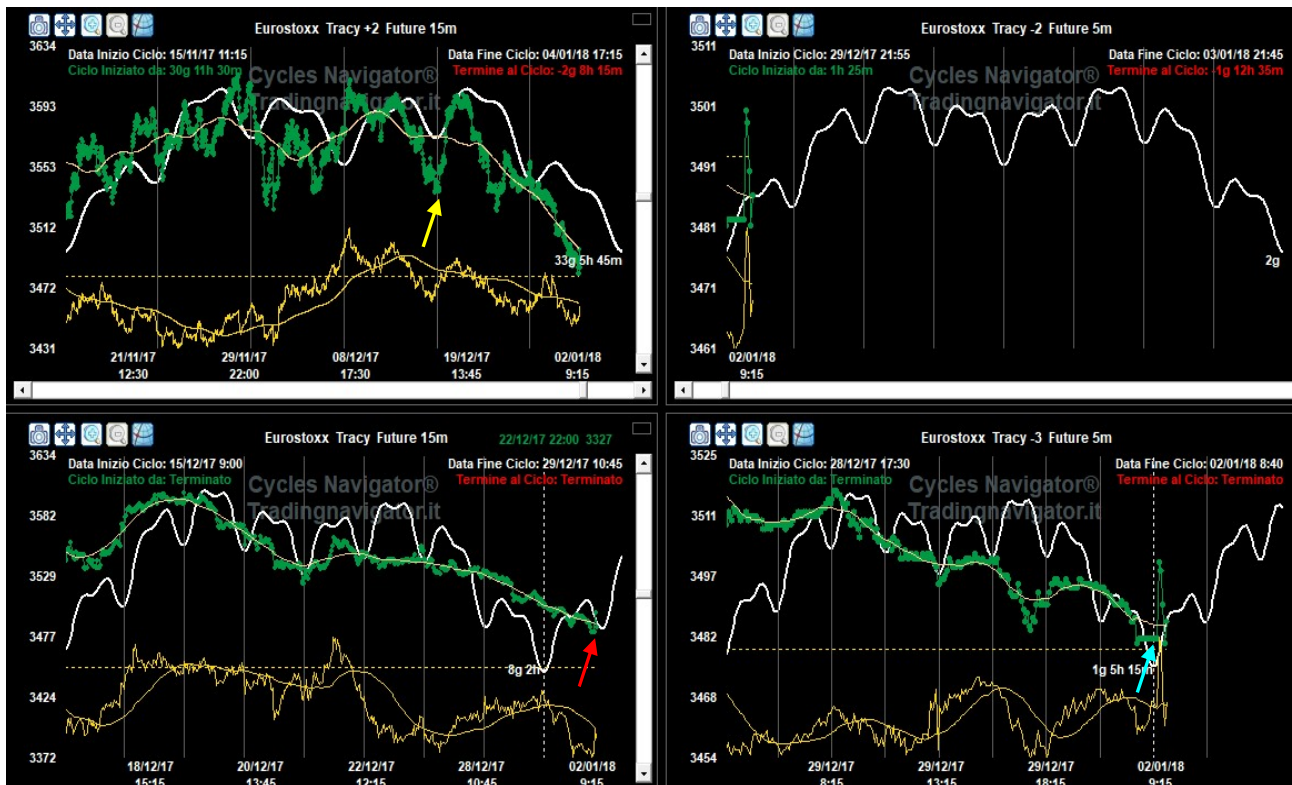 Eurostoxx Tracy +2 Future 15m
3634
Data Inizio Ciclo: 15/11/17 11:15
Data Fine Ciclo: 04/01/18 17:15
Ciclo Iniziato da: 30g 11h 30m
Termine al Ciclo: -2g 8h 15m
Cycles Navigator®
Tradingnavigator.it
3593
3553
3512
33g 5h 45m
3472
3431
21/11/17 29/11/17 08/12/17 19/12/17 02/01/18
12:30 22:00 17:30 13:45 9:15
Eurostoxx Tracy -2 Future 5m
3511
Data Inizio Ciclo: 29/12/17 21:55
Data Fine Ciclo: 03/01/18 21:45
Ciclo Iniziato da: 1h 25m
Termine al Ciclo: -1g 12h 35m
Cycles Navigator®
Tradingnavigator.it
3501
3491
3481
2g
3471
3461
02/01/18
9:15
Eurostoxx Tracy Future 15m
22/12/17 22:00 3327
3634
Data Inizio Ciclo: 15/12/17 9:00
Data Fine Ciclo: 29/12/17 10:45
Ciclo Iniziato da: Terminato
Termine al Ciclo: Terminato
Cycles Navigator®
Tradingnavigator.it
3582
3529
3477
8g 2h
3424
3372
18/12/17 20/12/17 22/12/17 28/12/17 02/01/18
15:15 13:45 12:15 10:45 9:15
Eurostoxx Tracy -3 Future 5m
3525
Data Inizio Ciclo: 28/12/17 17:30
Data Fine Ciclo: 02/01/18 8:40
Ciclo Iniziato da: Terminato
Termine al Ciclo: Terminato
Cycles Navigator®
Tradingnavigator.it
3511
3497
3482
1g 5h 15m
3468
3454
29/12/17 29/12/17 29/12/17 02/01/18
8:15 13:15 18:15 9:15